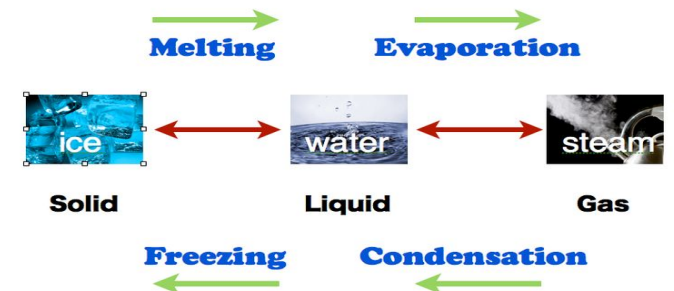 Melting Evaporation
ice water steam
Solid Liquid Gas
Freezing Condensation